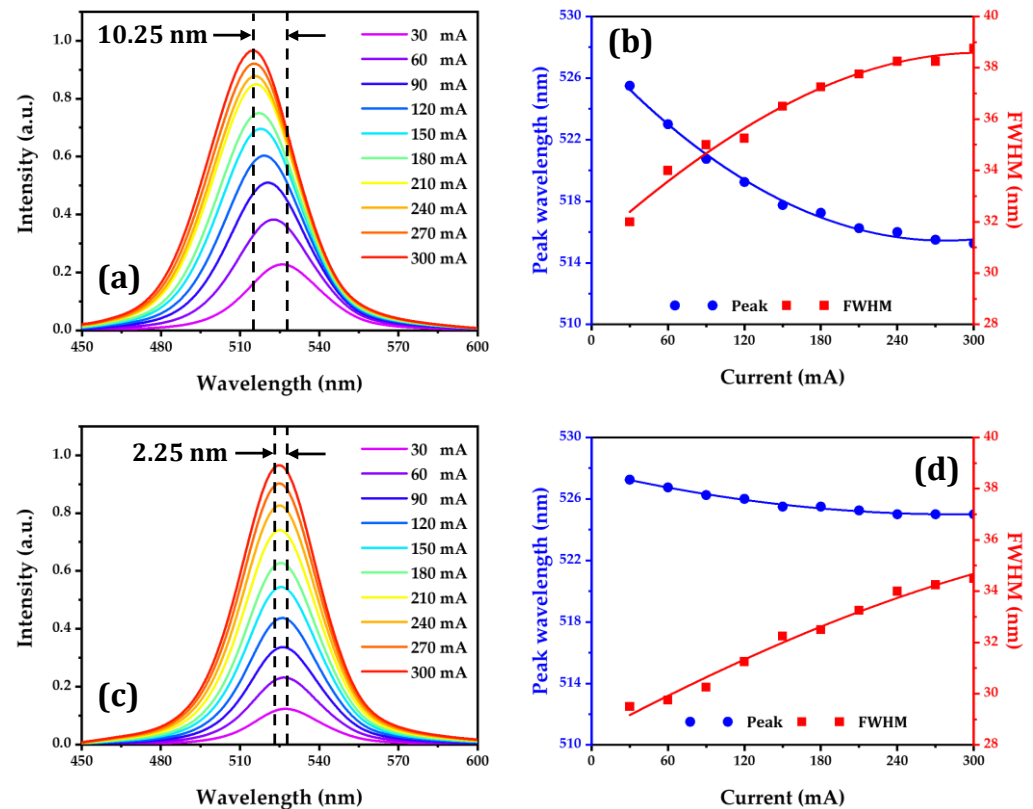 10.25 nm
(a)
1.0
0.8
0.6
0.4
0.2
0.0
Intensity (a.u.)
450 480 510 540 570 600
Wavelength (nm)
30 mA
60 mA
90 mA
120 mA
150 mA
180 mA
210 mA
240 mA
270 mA
300 mA
(b)
530
526
522
518
514
510
Peak wavelength (nm)
40
38
36
34
32
30
28
FWHM (nm)
Peak FWHM
0 60 120 180 240 300
Current (mA)
2.25 nm
(c)
1.0
0.8
0.6
0.4
0.2
0.0
Intensity (a.u.)
450 480 510 540 570 600
Wavelength (nm)
30 mA
60 mA
90 mA
120 mA
150 mA
180 mA
210 mA
240 mA
270 mA
300 mA
(d)
530
526
522
518
514
510
Peak wavelength (nm)
40
38
36
34
32
30
28
FWHM (nm)
Peak FWHM
0 60 120 180 240 300
Current (mA)